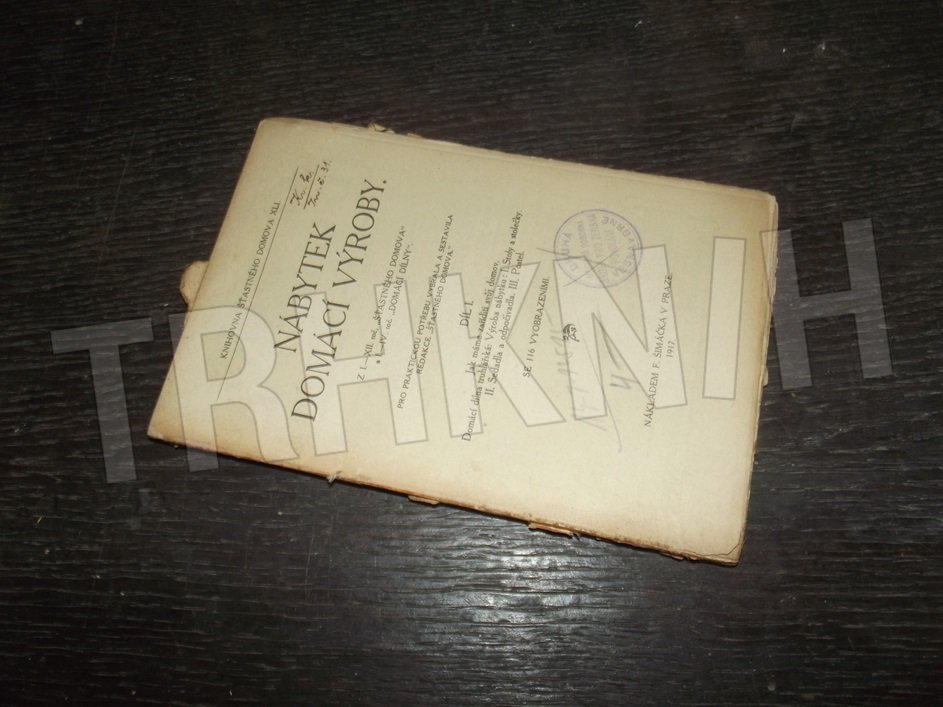 KNIHOVNA ŠŤASTNÉHO DOMOVA XLI.
NÁBYTEK
DOMÁCÍ VÝROBY.
Z I.—XII. roč. „ŠŤASTNÉHO DOMOVA“
a I.—IV. roč. „DOMÁCÍ DÍLNY“.
PRO PRAKTICKOU POTŘEBU VYBRALA A SESTAVILA
REDAKCE „ŠŤASTNÉHO DOMOVA“
DÍL I.
Jak máme zaříditi svůj domov.
Domácí dílna truhlářská: Výroba nábytku: I. Stoly a stolečky.
II. Sedadla a odpočivadla. III. Postel.
SE 116 VYOBRAZENÍMI.
4-
NÁKLADEM F. ŠIMÁČKA V PRAZE
1917.
TRHKNIH